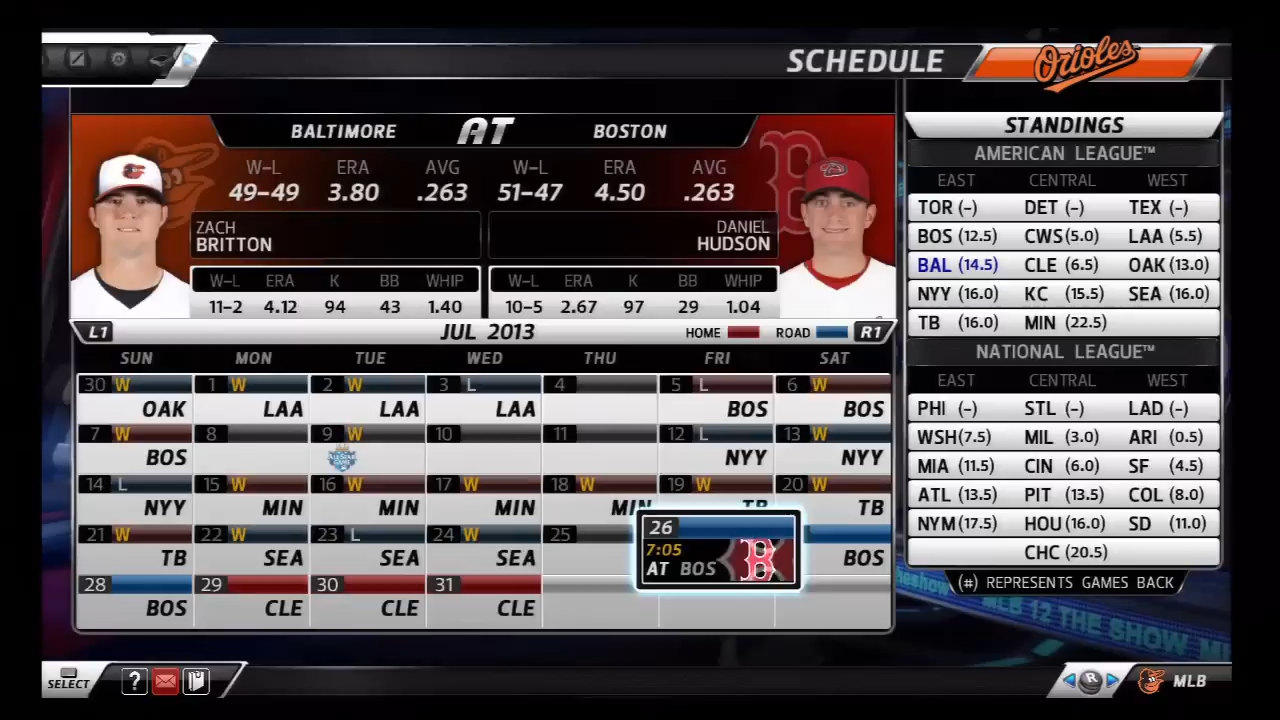 SCHEDULE
Orioles
BALTIMORE AT BOSTON
W-L ERA AVG W-L ERA AVG
49-49 3.80 .263 51-47 4.50 .263
ZACH
BRITTON
DANIEL
HUDSON
W-L ERA K BB WHIP W-L ERA K BB WHIP
11-2 4.12 94 43 1.40 10-5 2.67 97 29 1.04
L1 JUL 2013 HOME ROAD R1
SUN MON TUE WED THU FRI SAT
30 W 1 W 2 W 3 L 4 5 L 6 W
OAK LAA LAA LAA BOS BOS
7 W 8 9 W 10 11 12 L 13 W
BOS NYY NYY
14 L 15 W 16 W 17 W 18 W 19 W 20 W
NYY MIN MIN MIN MIN TB TB
21 W 22 W 23 L 24 W 25
TB SEA SEA SEA BOS
26
7:05
AT BOS
B
28 29 30 31
BOS CLE CLE CLE
STANDINGS
AMERICAN LEAGUE™
EAST CENTRAL WEST
TOR (-) DET (-) TEX (-)
BOS (12.5) CWS (5.0) LAA (5.5)
BAL (14.5) CLE (6.5) OAK (13.0)
NYY (16.0) KC (15.5) SEA (16.0)
TB (16.0) MIN (22.5)
NATIONAL LEAGUE™
EAST CENTRAL WEST
PHI (-) STL (-) LAD (-)
WSH (7.5) MIL (3.0) ARI (0.5)
MIA (11.5) CIN (6.0) SF (4.5)
ATL (13.5) PIT (13.5) COL (8.0)
NYM (17.5) HOU (16.0) SD (11.0)
CHC (20.5)
(#) REPRESENTS GAMES BACK
MLB 12 THE SHOW
SELECT ? R MLB